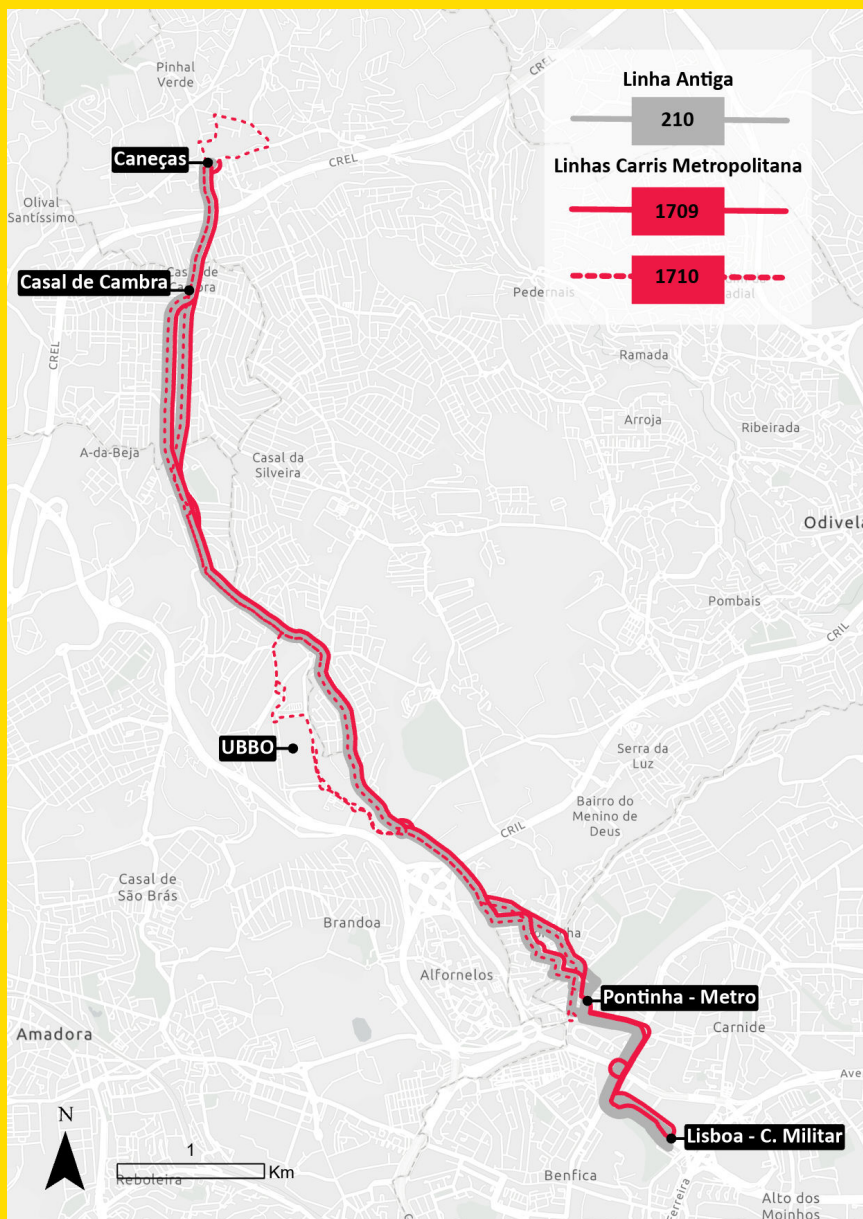 Pinhal
Verde
CREL
Linha Antiga
210
Linhas Carris Metropolitana
1709
1710
Caneças
CREL
Olival
Santíssimo
Casal de Cambra
Pedernais
CREL
Ramada
Arroja
Ribeirada
A-da-Beja
Casal da
Silveira
Odivela
Pombais
CRIL
UBBO
Serra da
Luz
Bairro do
Menino de
Deus
CRIL
Casal de
São Brás
Brandoa
Alfornelos
Pontinha - Metro
Carnide
Amadora
Ave
N
1
Km
Reboleira
Lisboa - C. Militar
Benfica
Alto dos
Moinhos